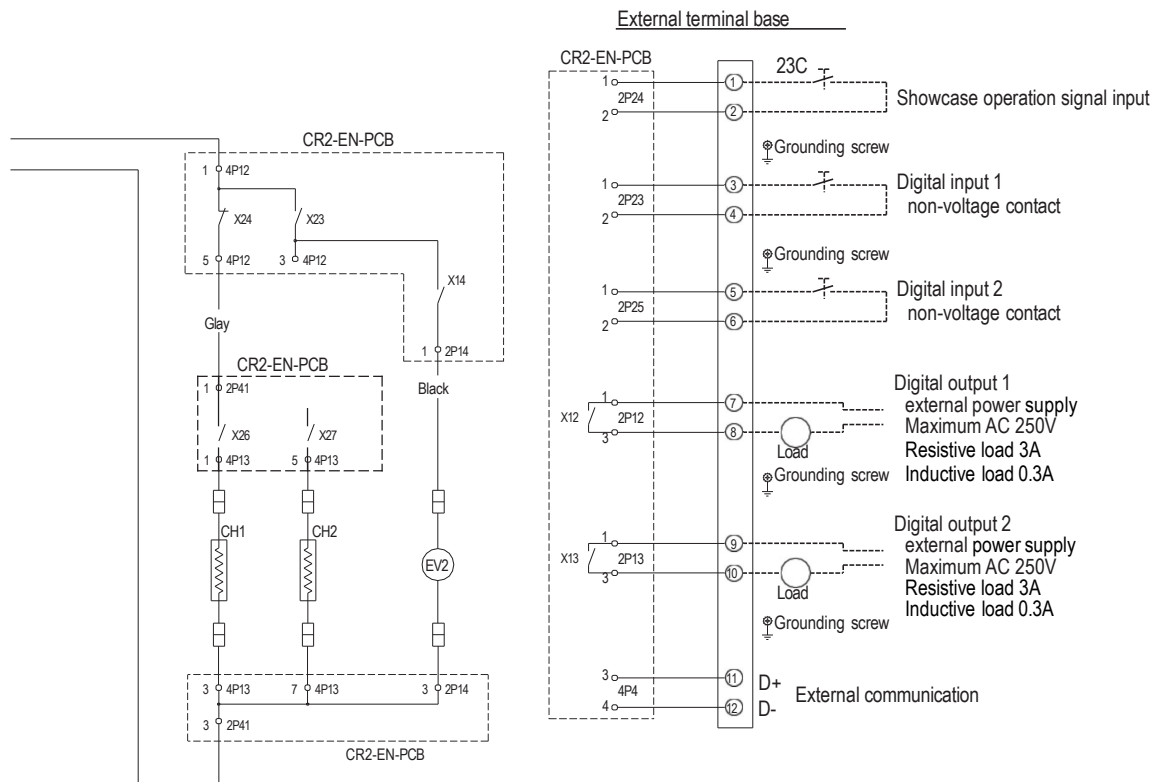 External terminal base
CR2-EN-PCB
1
2P24
2
1
23C
2
Showcase operation signal input
Grounding screw
1
2P23
2
3
4
Digital input 1
non-voltage contact
Grounding screw
1
2P25
2
5
6
Digital input 2
non-voltage contact
X12
1
2P12
3
7
8
Load
Digital output 1
external power supply
Maximum AC 250V
Resistive load 3A
Inductive load 0.3A
Grounding screw
X13
1
2P13
3
9
10
Load
Digital output 2
external power supply
Maximum AC 250V
Resistive load 3A
Inductive load 0.3A
Grounding screw
3
4P4
4
11
12
D+
D-
External communication
CR2-EN-PCB
1 4P12
X24
X23
5 4P12
3 4P12
X14
Glay
1 2P14
Black
CR2-EN-PCB
1 2P41
X26
X27
1 4P13
5 4P13
CH1
CH2
EV2
3 4P13
7 4P13
3 2P14
3 2P41
CR2-EN-PCB